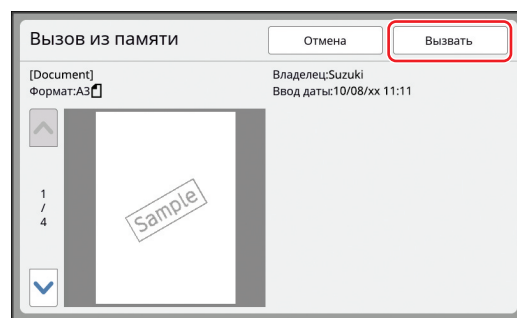 Вызов из памяти
Отмена
Вызвать
[Document]
Формат:A3
Владелец:Suzuki
Ввод даты:10/08/xx 11:11
1
/
4
Sample